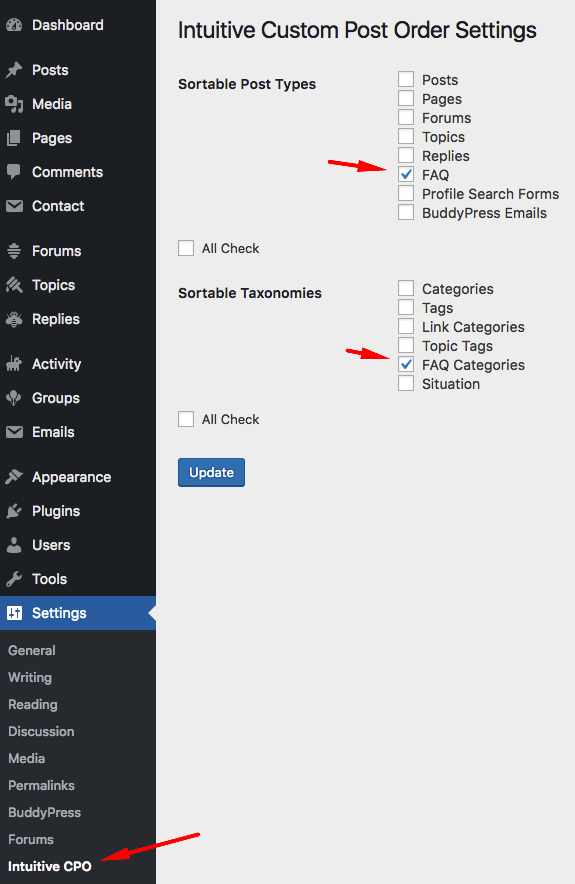 Dashboard
Posts
Media
Pages
Comments
Contact
Forums
Topics
Replies
Activity
Groups
Emails
Appearance
Plugins
Users
Tools
Settings
General
Writing
Reading
Discussion
Media
Permalinks
BuddyPress
Forums
Intuitive CPO
Intuitive Custom Post Order Settings
Sortable Post Types
Posts
Pages
Forums
Topics
Replies
FAQ
Profile Search Forms
BuddyPress Emails
All Check
Sortable Taxonomies
Categories
Tags
Link Categories
Topic Tags
FAQ Categories
Situation
All Check
Update